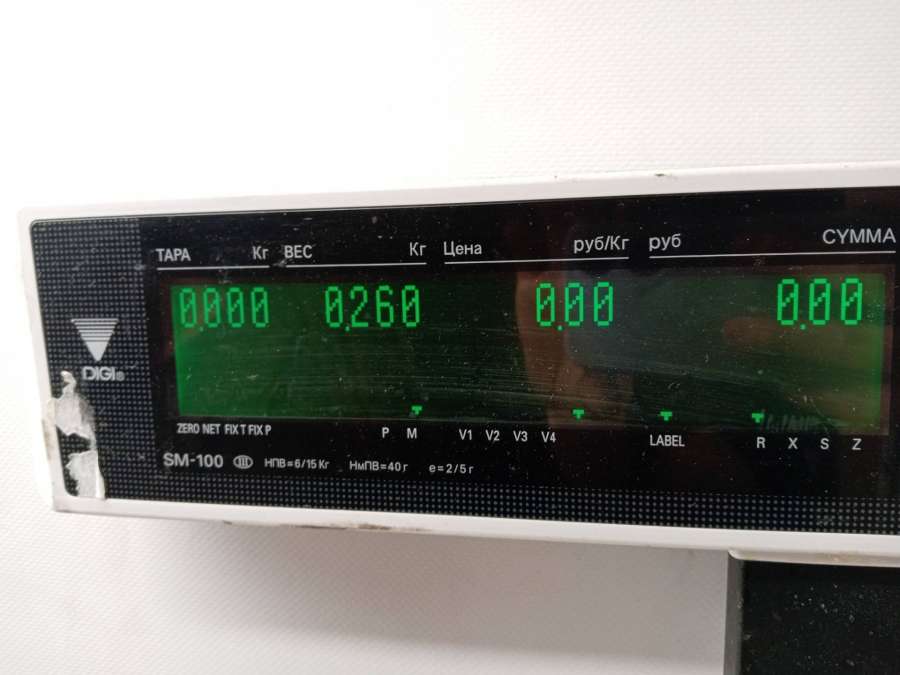 ТАРА Кг ВЕС Кг Цена руб/Кг руб СУММА
0.000 0.260 0.00 0.00
DIGI®
ZERO NET FIX T FIX P P M V1 V2 V3 V4 LABEL R X S Z
SM-100 III НПВ=6/15 Кг НмПВ=40 г e=2/5 г